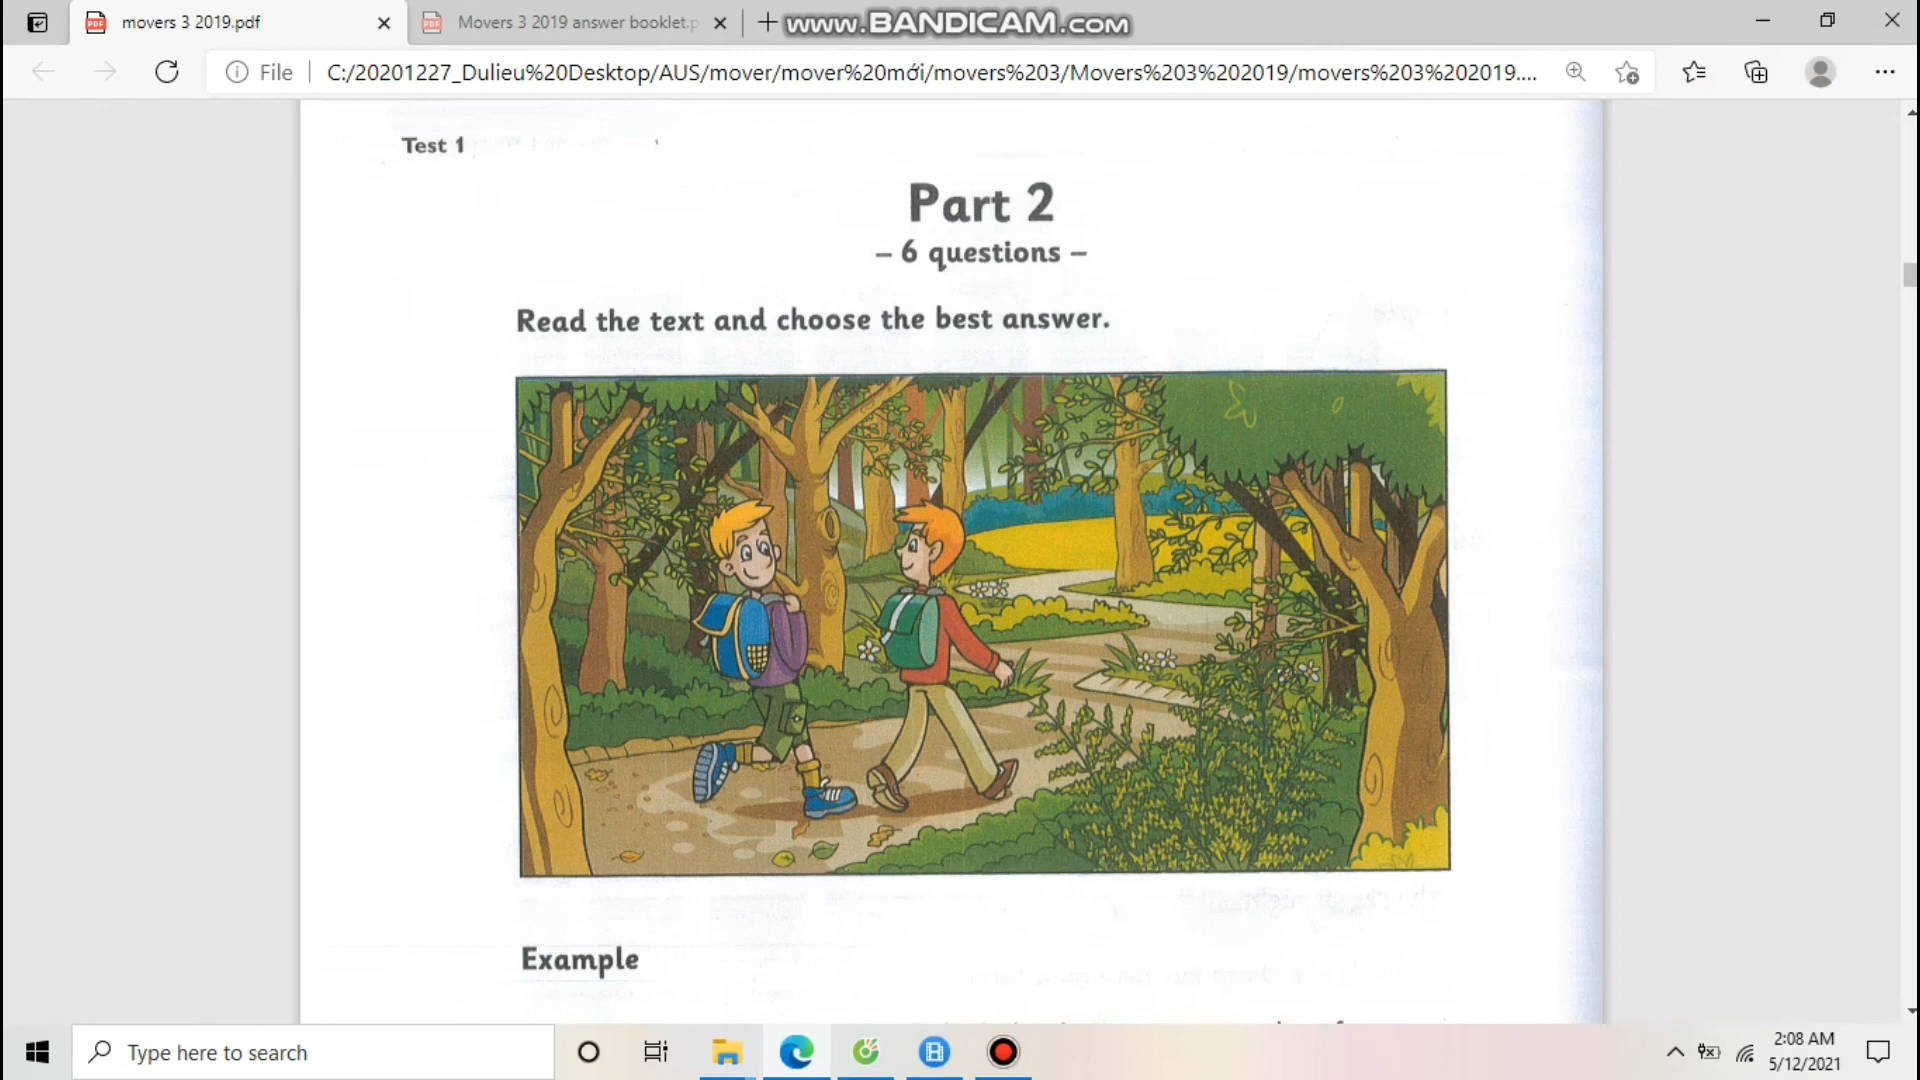 movers 3 2019.pdf
Movers 3 2019 answer booklet.p
www.BANDICAM.com
File
C:/20201227_Dulieu%20Desktop/AUS/mover/mover%20mới/movers%203/Movers%203%202019/movers%203%202019....
Test 1
Part 2
– 6 questions –
Read the text and choose the best answer.
Example
Type here to search
2:08 AM
5/12/2021